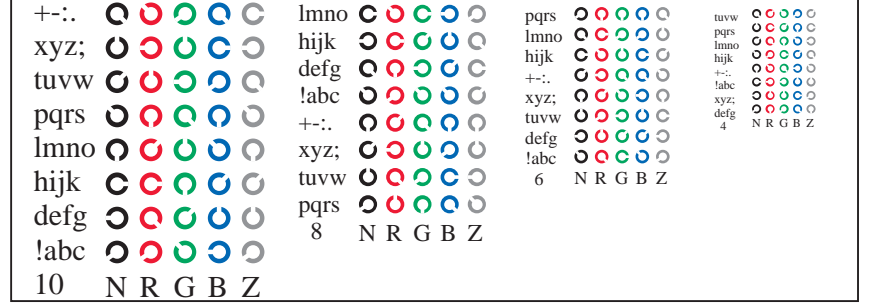 +-:.
xyz;
tuvw
pqrs
lmno
hijk
defg
!abc
10 N R G B Z
lmno
hijk
defg
!abc
+-:.
xyz;
tuvw
pqrs
8 N R G B Z
pqrs
lmno
hijk
+-:.
xyz;
tuvw
defg
!abc
6 N R G B Z
tuvw
pqrs
lmno
hijk
+-:.
!abc
xyz;
defg
4 N R G B Z